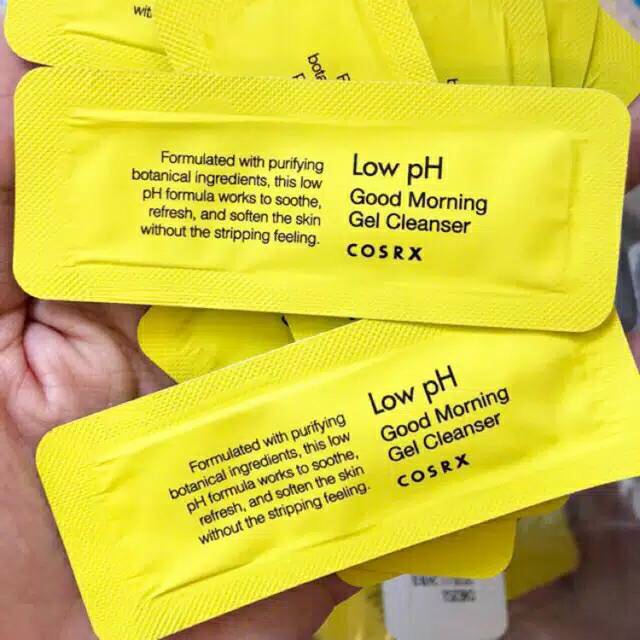 wit
Formulated with purifying
botanical ingredients, this low
pH formula works to soothe,
refresh, and soften the skin
without the stripping feeling.
Low pH
Good Morning
Gel Cleanser
COSRX
Formulated with purifying
botanical ingredients, this low
pH formula works to soothe,
refresh, and soften the skin
without the stripping feeling.
Low pH
Good Morning
Gel Cleanser
COSRX